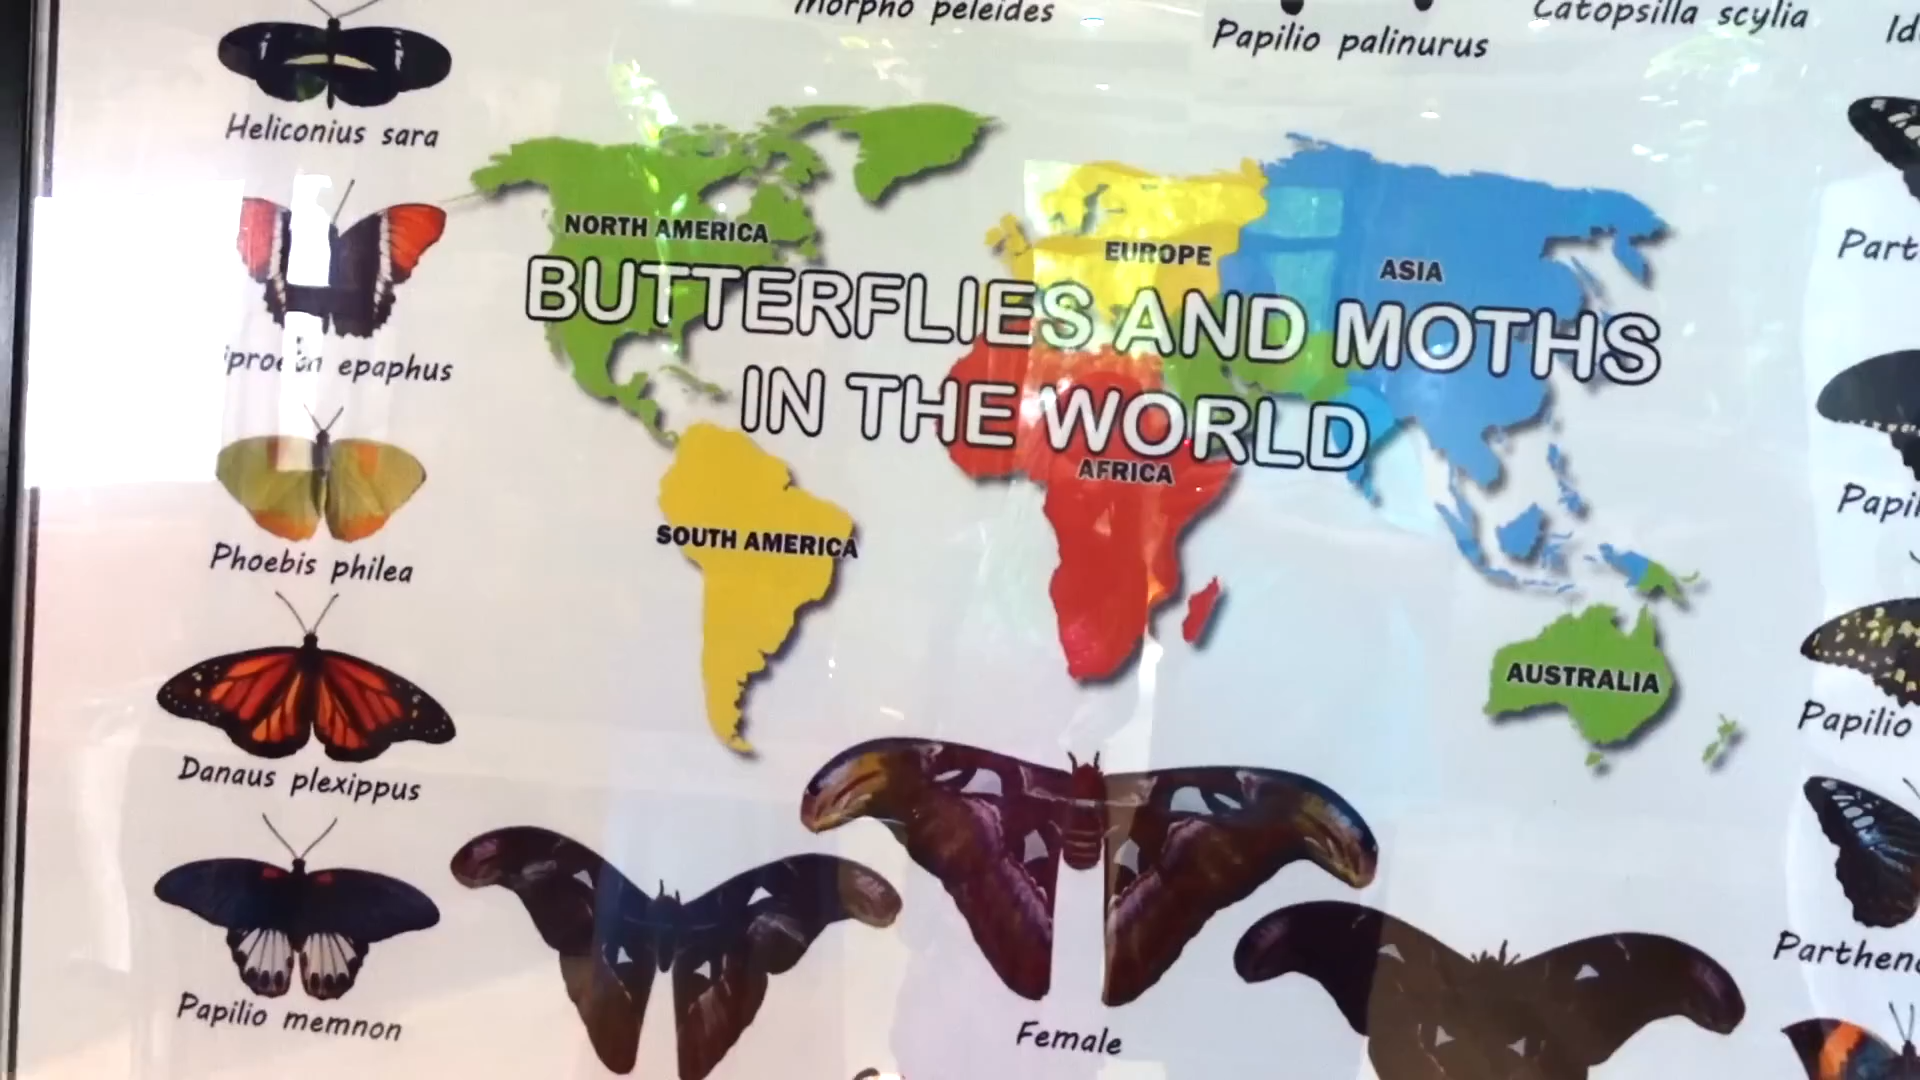 Morpho peleides
Catopsilla scylia
Papilio palinurus
Heliconius sara
epaphus
Phoebis philea
Danaus plexippus
Papilio memnon
NORTH AMERICA
EUROPE
ASIA
BUTTERFLIES AND MOTHS
IN THE WORLD
AFRICA
SOUTH AMERICA
AUSTRALIA
Female
Papilio